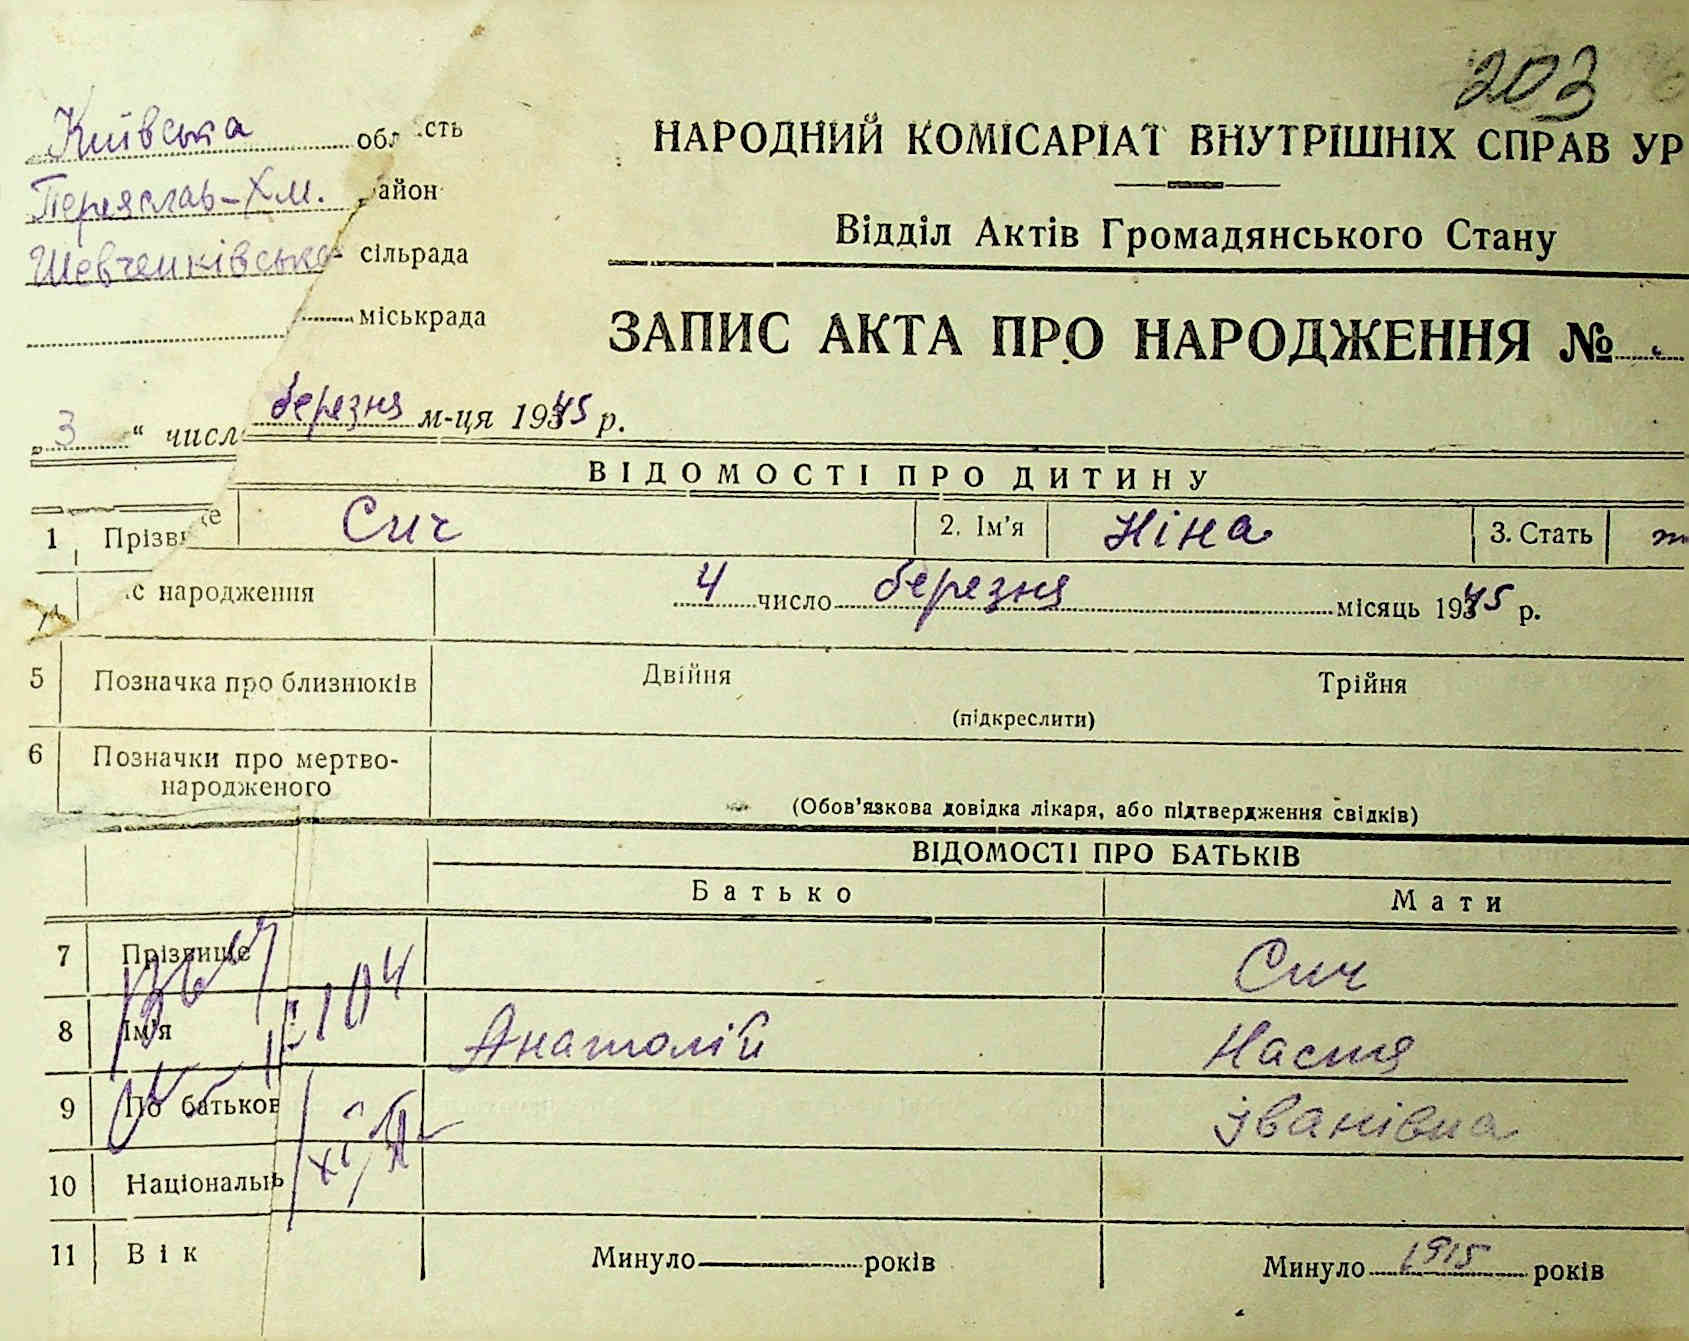 203
Київська область
НАРОДНИЙ КОМІСАРІАТ ВНУТРІШНІХ СПРАВ УР
Переяслав-Хм. район
Відділ Актів Громадянського Стану
Шевченківська сільрада
міськрада
ЗАПИС АКТА ПРО НАРОДЖЕННЯ №
„3“ числ березня м-ця 1945 р.
ВІДОМОСТІ ПРО ДИТИНУ
1 Прізвище Сич 2. Ім'я Ніна 3. Стать ж
с народження 4 число березня місяць 1945 р.
5 Позначка про близнюків Двійня Трійня
(підкреслити)
6 Позначки про мертво-
народженого
(Обов'язкова довідка лікаря, або підтвердження свідків)
ВІДОМОСТІ ПРО БАТЬКІВ
Батько Мати
7 Прізвище Сич
8 Ім'я Анатолій Настя
9 По батьков Іванівна
10 Національ
11 Вік Минуло років Минуло 1915 років